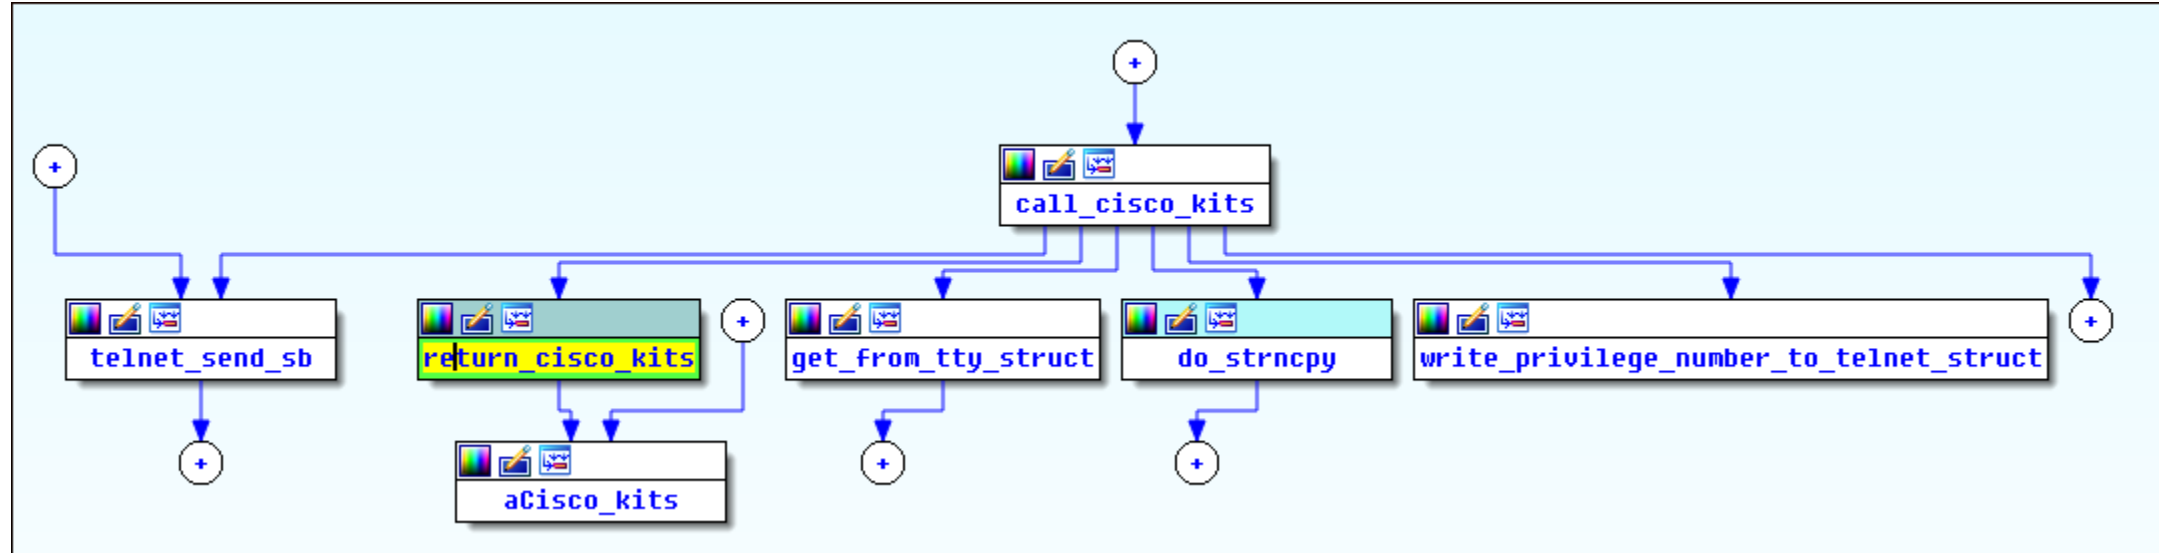 +
+
call_cisco_kits
telnet_send_sb
return_cisco_kits
+
get_from_tty_struct
do_strncpy
write_privilege_number_to_telnet_struct
+
+
aCisco_kits
+
+